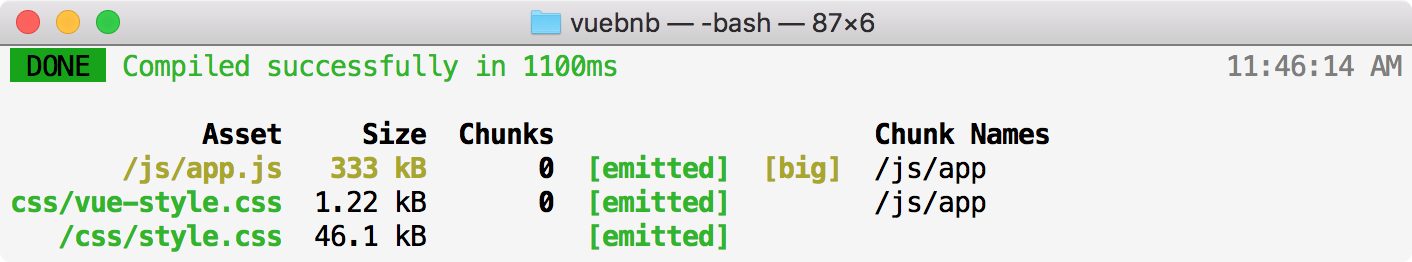 vuebnb — -bash — 87×6
DONE Compiled successfully in 1100ms 11:46:14 AM
Asset Size Chunks Chunk Names
/js/app.js 333 kB 0 [emitted] [big] /js/app
css/vue-style.css 1.22 kB 0 [emitted] /js/app
/css/style.css 46.1 kB [emitted]